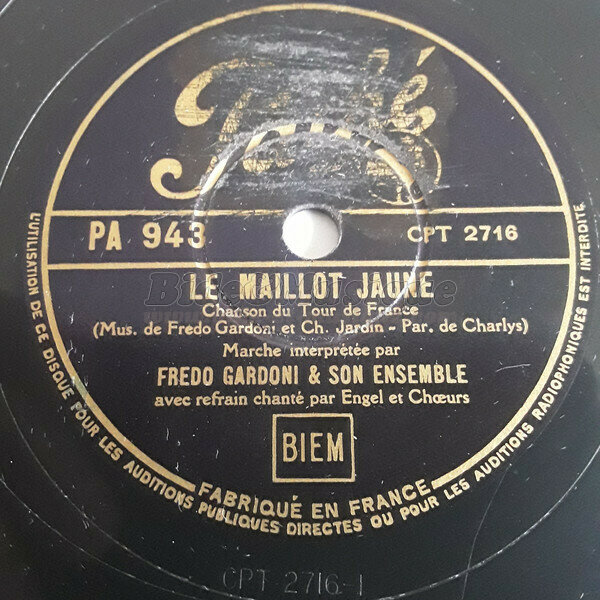 Pathé
PA 943
CPT 2716
LE MAILLOT JAUNE
Chanson du Tour de France
(Mus. de Fredo Gardoni et Ch. Jardin - Par. de Charlys)
Marche interprétée par
FREDO GARDONI & SON ENSEMBLE
avec refrain chanté par Engel et Chœurs
BIEM
FABRIQUÉ EN FRANCE
L'UTILISATION DE CE DISQUE POUR LES AUDITIONS PUBLIQUES DIRECTES OU POUR LES AUDITIONS RADIOPHONIQUES EST INTERDITE
CPT 2716-1